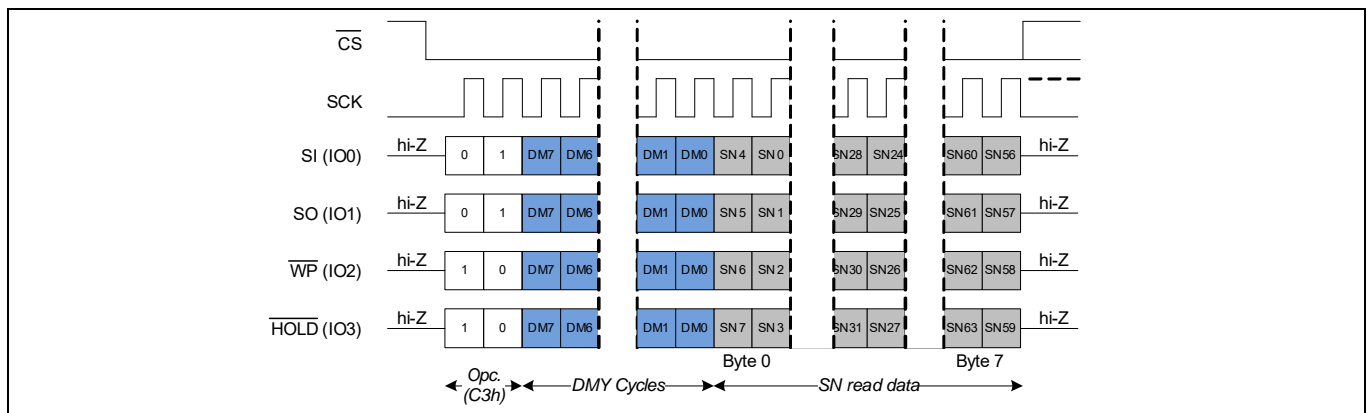 CS
SCK
SI (IO0) hi-Z 0 1 DM7 DM6 DM1 DM0 SN4 SN0 SN28 SN24 SN60 SN56 hi-Z
SO (IO1) hi-Z 0 1 DM7 DM6 DM1 DM0 SN5 SN1 SN29 SN25 SN61 SN57 hi-Z
WP (IO2) hi-Z 1 0 DM7 DM6 DM1 DM0 SN6 SN2 SN30 SN26 SN62 SN58 hi-Z
HOLD (IO3) hi-Z 1 0 DM7 DM6 DM1 DM0 SN7 SN3 SN31 SN27 SN63 SN59 hi-Z
Byte 0 Byte 7
Opc. (C3h) DMY Cycles SN read data